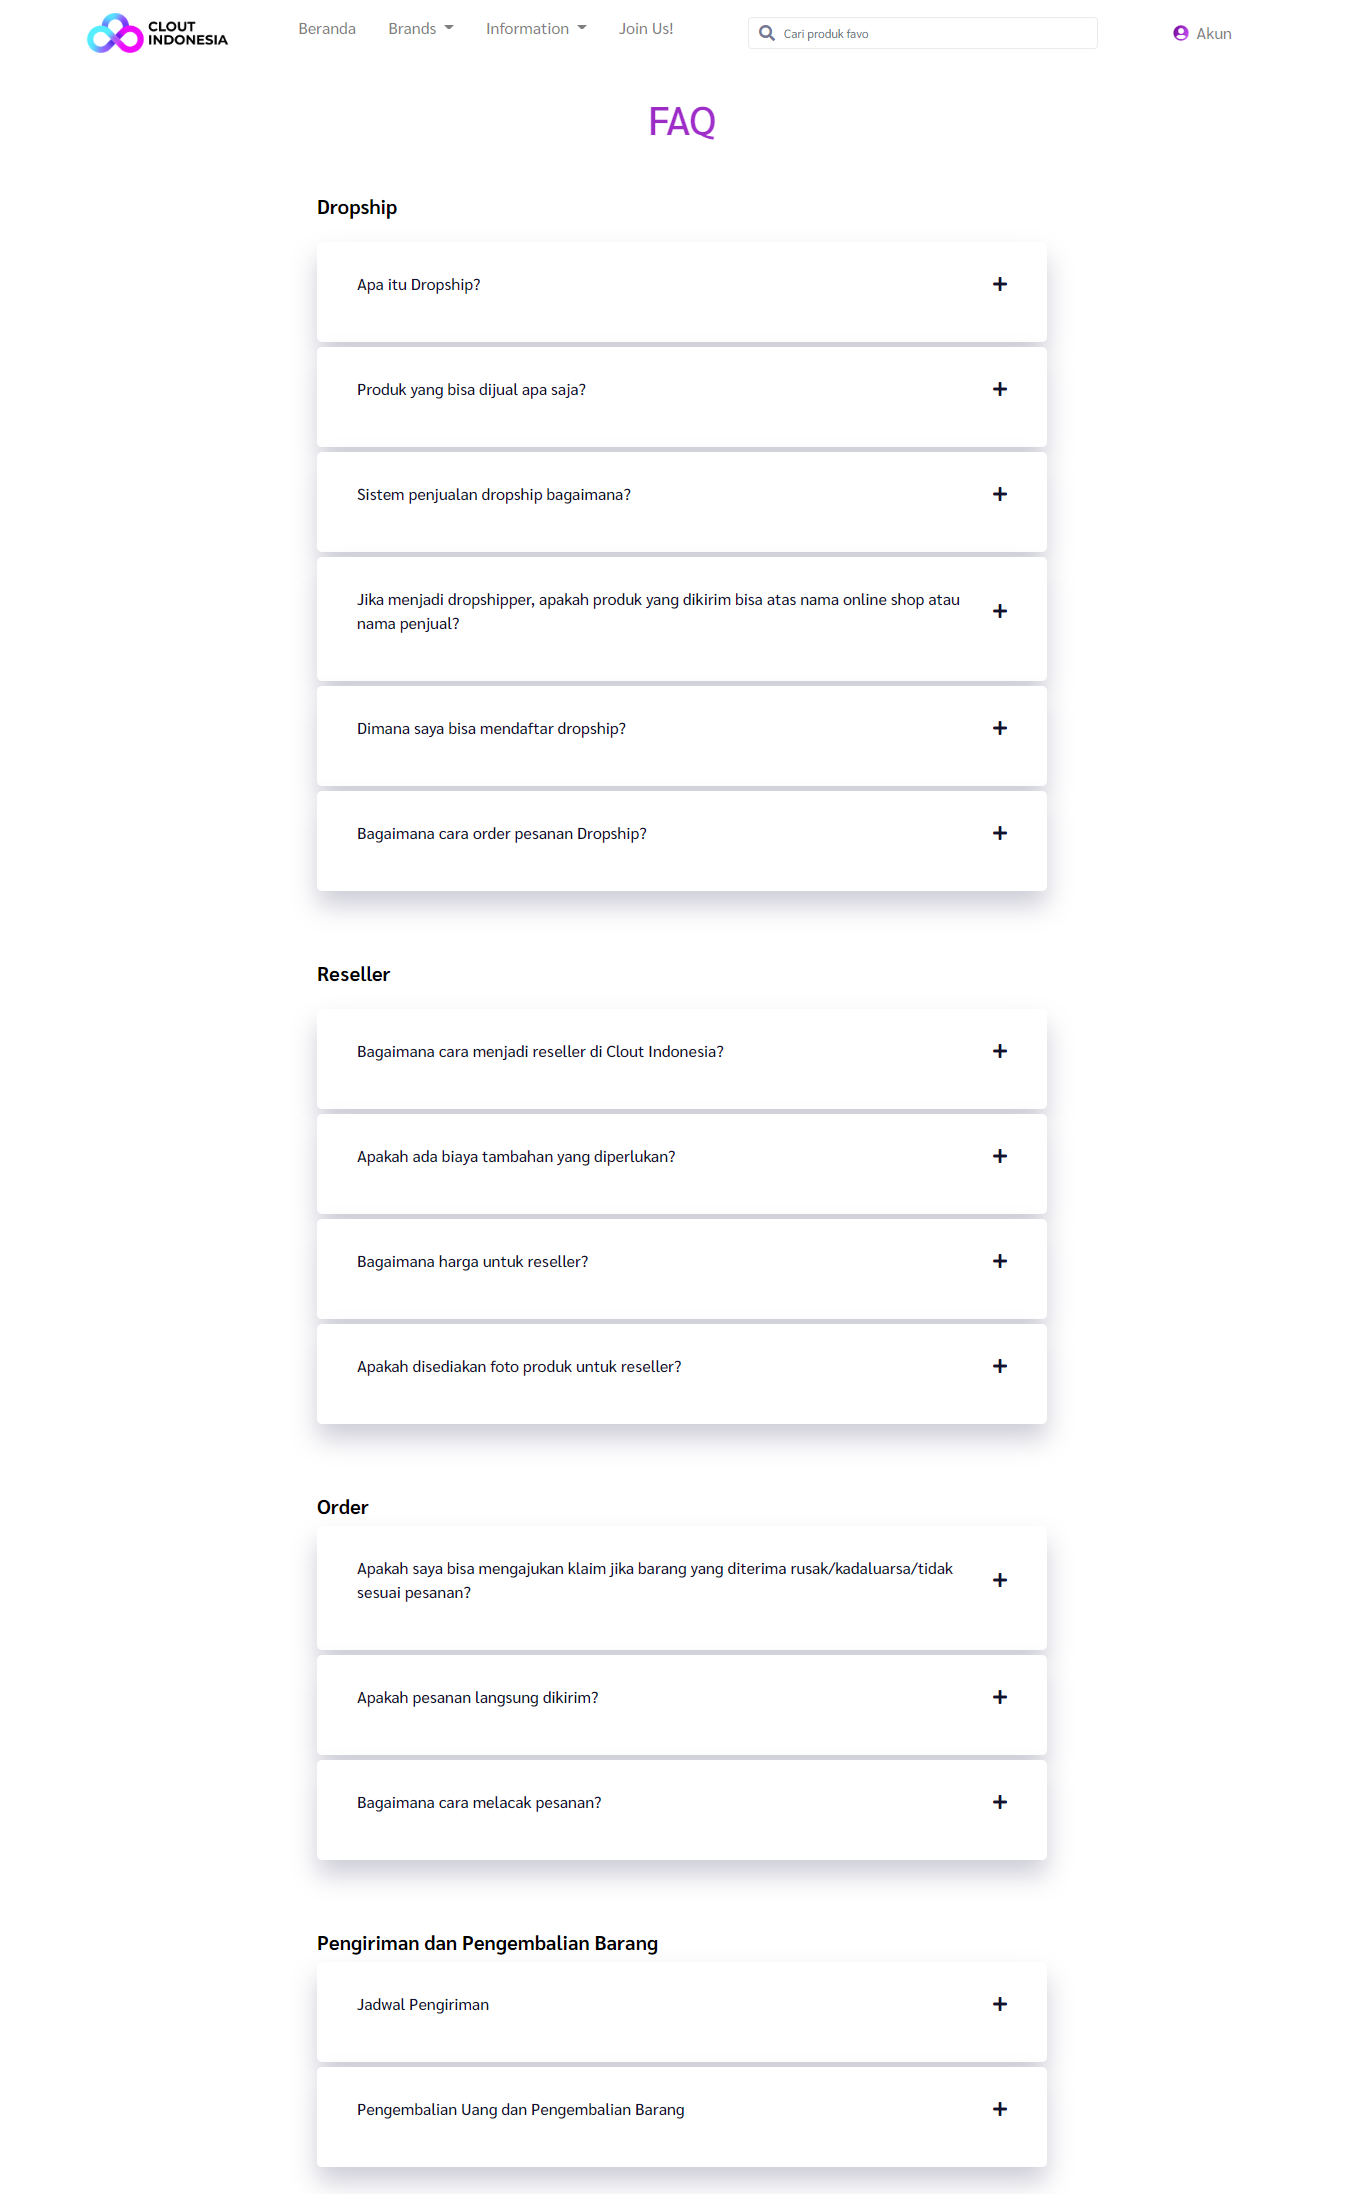 CLOUT
INDONESIA
Beranda
Brands
Information
Join Us!
Cari produk favo
Akun
FAQ
Dropship
Apa itu Dropship?
Produk yang bisa dijual apa saja?
Sistem penjualan dropship bagaimana?
Jika menjadi dropshipper, apakah produk yang dikirim bisa atas nama online shop atau
nama penjual?
Dimana saya bisa mendaftar dropship?
Bagaimana cara order pesanan Dropship?
Reseller
Bagaimana cara menjadi reseller di Clout Indonesia?
Apakah ada biaya tambahan yang diperlukan?
Bagaimana harga untuk reseller?
Apakah disediakan foto produk untuk reseller?
Order
Apakah saya bisa mengajukan klaim jika barang yang diterima rusak/kadaluarsa/tidak
sesuai pesanan?
Apakah pesanan langsung dikirim?
Bagaimana cara melacak pesanan?
Pengiriman dan Pengembalian Barang
Jadwal Pengiriman
Pengembalian Uang dan Pengembalian Barang